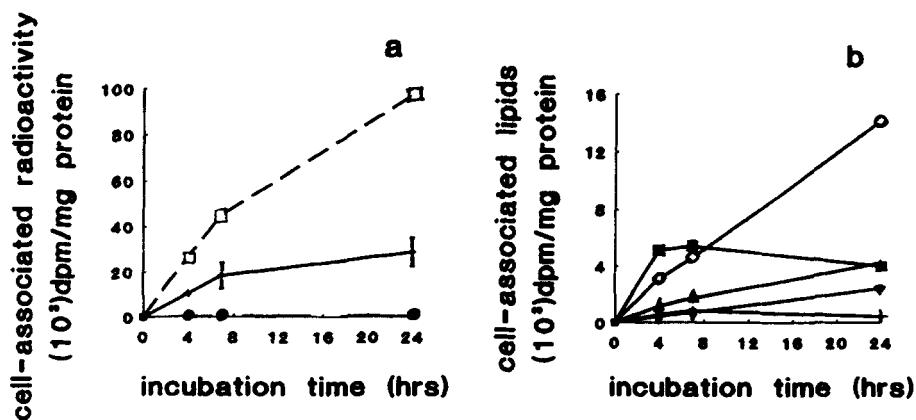 a
cell-associated radioactivity
(10³)dpm/mg protein
100
80
60
40
20
0
0 4 8 12 16 20 24
incubation time (hrs)
b
cell-associated lipids
(10³)dpm/mg protein
16
12
8
4
0
0 4 8 12 16 20 24
incubation time (hrs)